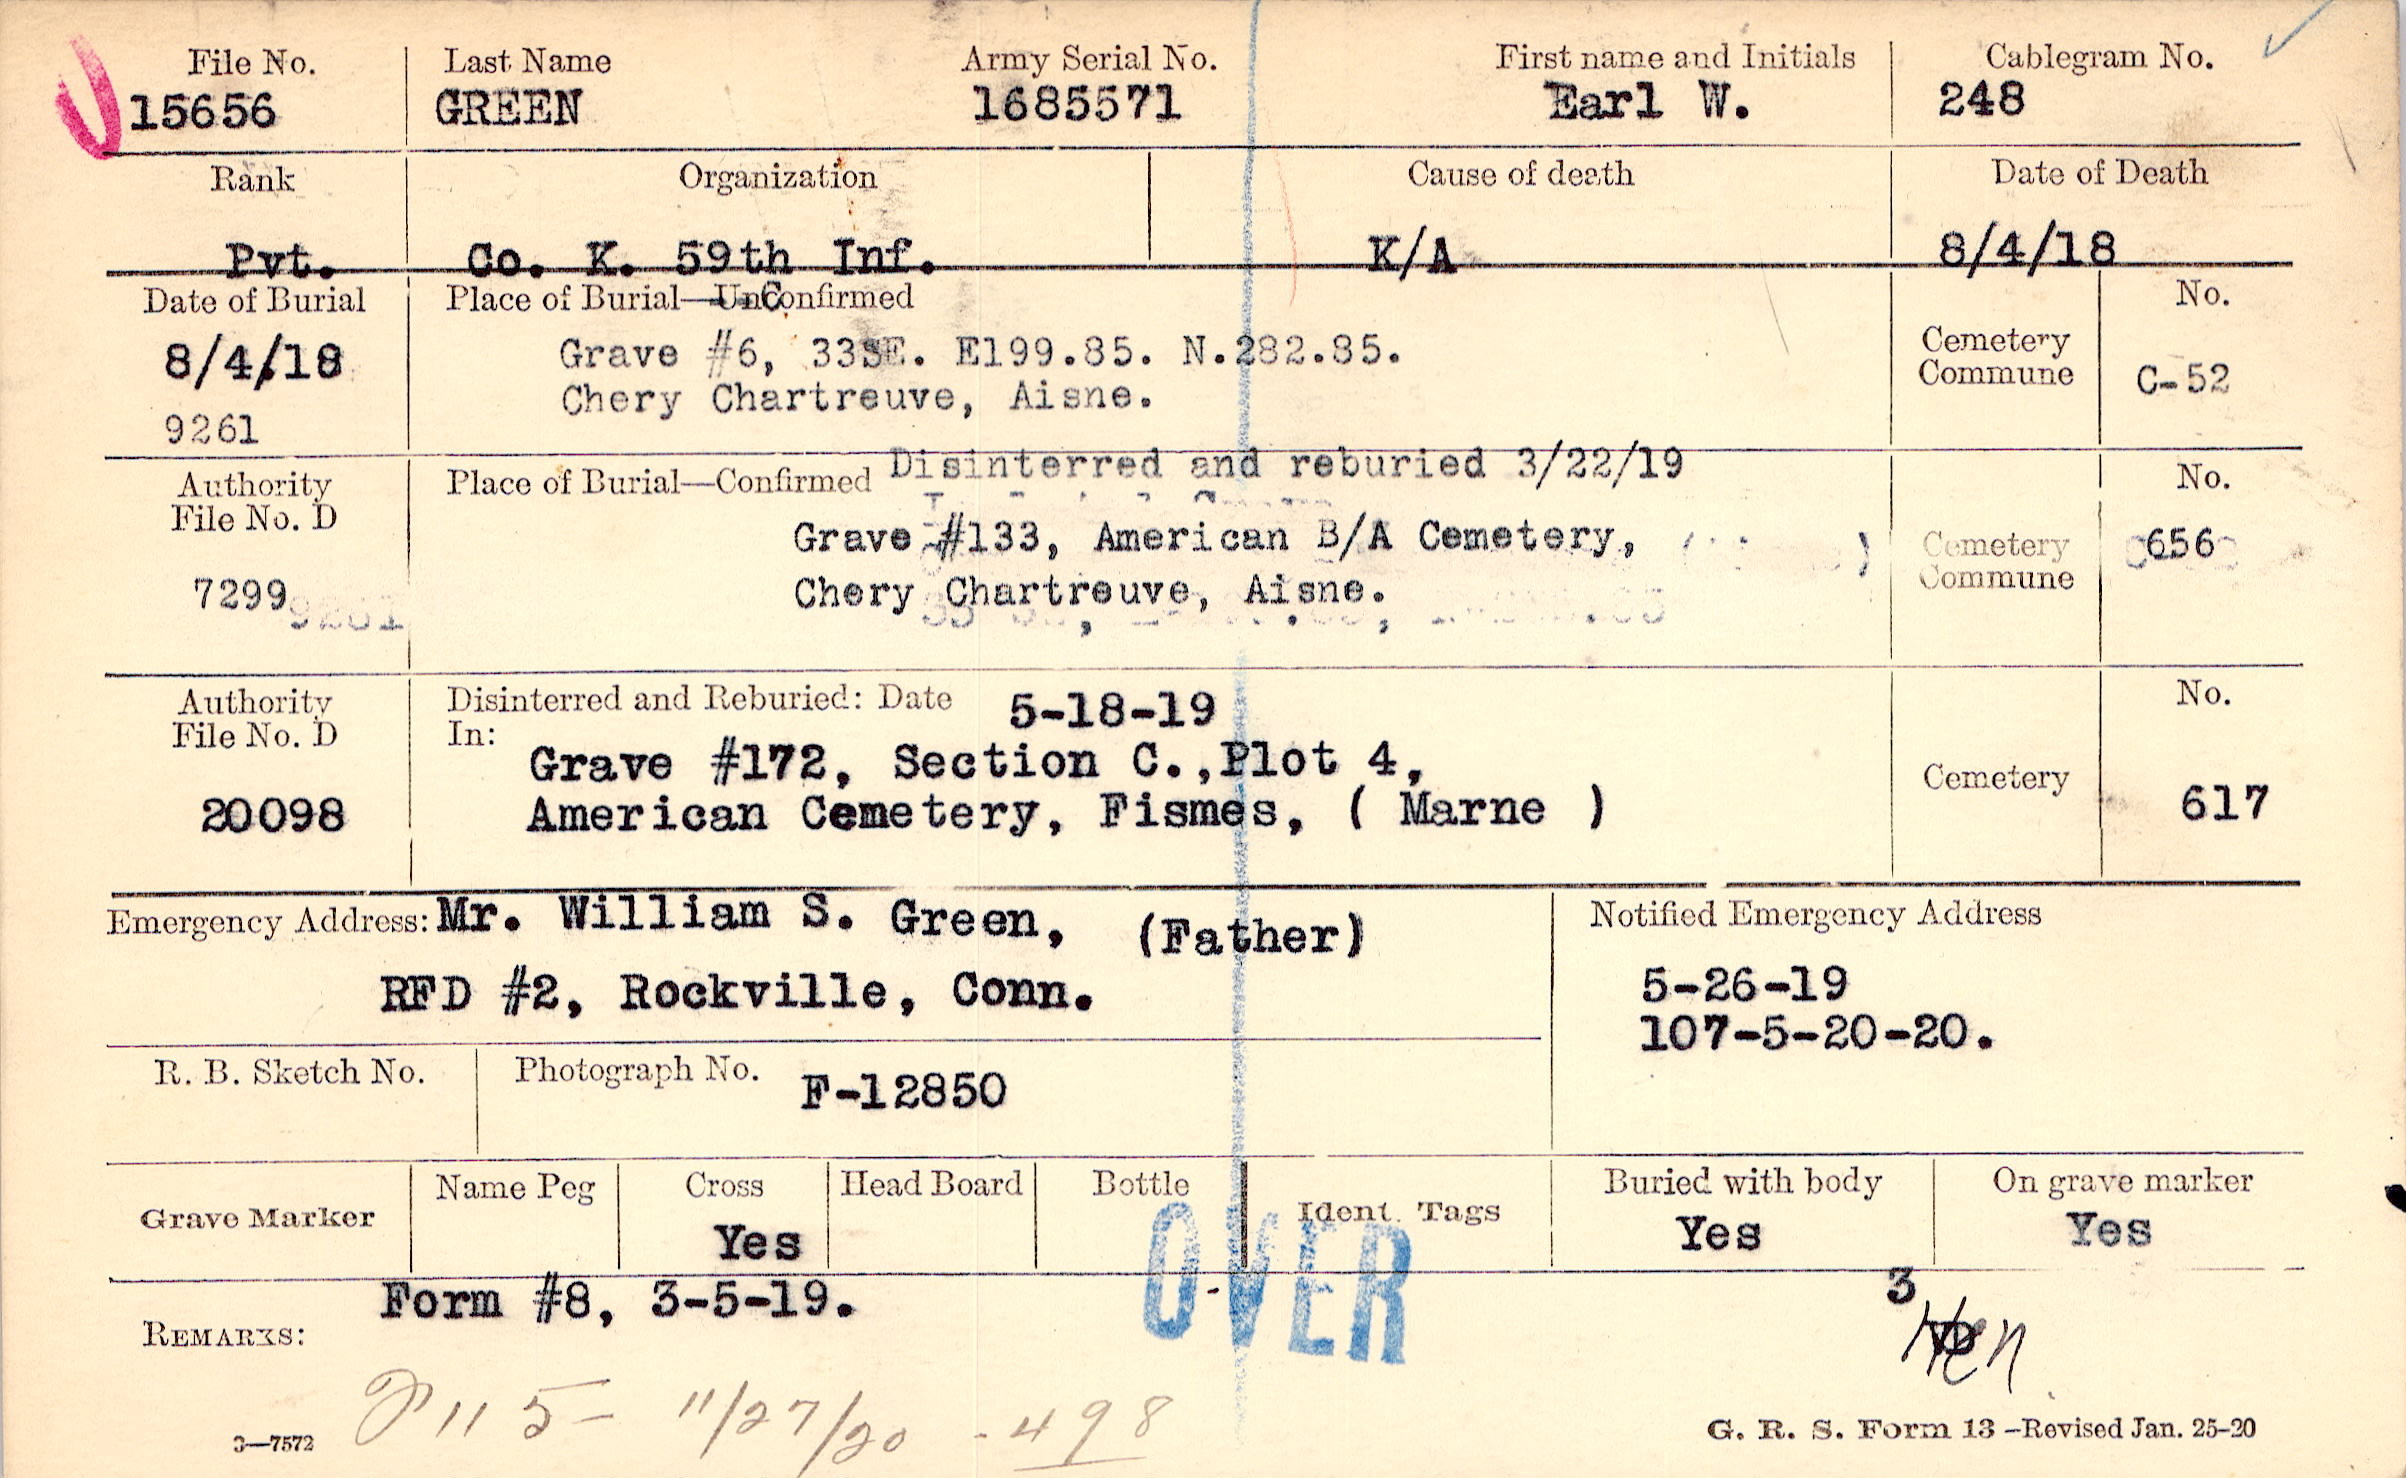 File No. Last Name Army Serial No. First name and Initials Cablegram No.
15656 GREEN 1685571 Earl W. 248
Rank Organization Cause of death Date of Death
Pvt. Co. K. 59th Inf. K/A 8/4/18
Date of Burial Place of Burial—UnConfirmed No.
8/4/18 Grave #6, 33SE. E199.85. N.282.85. Cemetery
Commune C-52
Chery Chartreuve, Aisne.
9261
Authority Place of Burial—Confirmed Disinterred and reburied 3/22/19 No.
File No. D Grave #133, American B/A Cemetery, Cemetery 656
7299 Chery Chartreuve, Aisne. Commune
9261
Authority Disinterred and Reburied: Date 5-18-19 No.
File No. D In:
Grave #172, Section C.,Plot 4, Cemetery
20098 American Cemetery, Fismes, ( Marne ) 617
Emergency Address: Mr. William S. Green, (Father) Notified Emergency Address
RFD #2, Rockville, Conn. 5-26-19
107-5-20-20.
R. B. Sketch No. Photograph No. F-12850
Grave Marker Name Peg Cross Head Board Bottle Ident. Tags Buried with body On grave marker
Yes Yes Yes
OVER
Form #8, 3-5-19. 3
REMARKS:
11/27/20 - 498
3—7572 G. R. S. Form 13—Revised Jan. 25-20